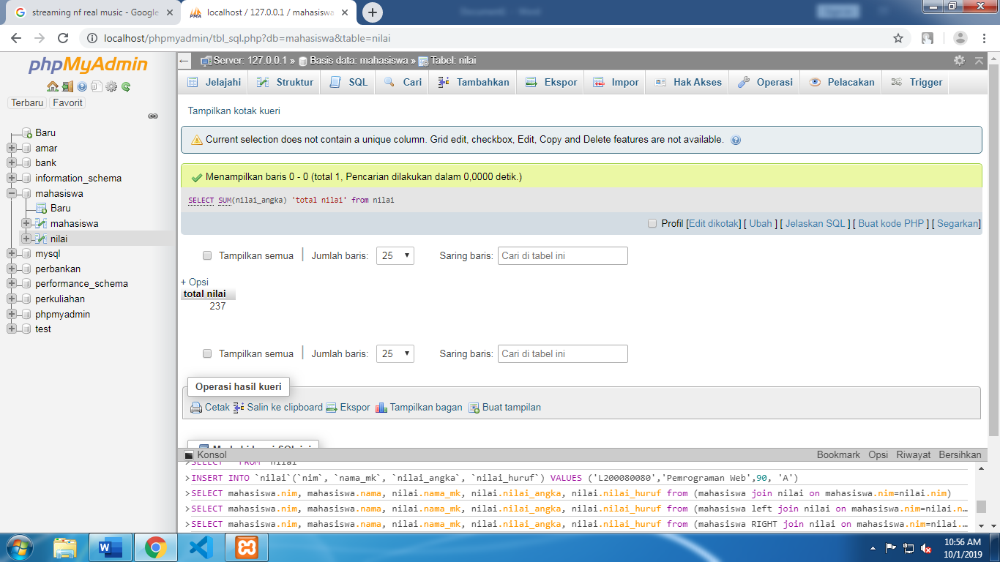 streaming nf real music - Google
localhost / 127.0.0.1 / mahasiswa
localhost/phpmyadmin/tbl_sql.php?db=mahasiswa&table=nilai
phpMyAdmin
Terbaru Favorit
Baru
amar
bank
information_schema
mahasiswa
Baru
mahasiswa
nilai
mysql
perbankan
performance_schema
perkuliahan
phpmyadmin
test
Server: 127.0.0.1 » Basis data: mahasiswa » Tabel: nilai
Jelajahi Struktur SQL Cari Tambahkan Ekspor Impor Hak Akses Operasi Pelacakan Trigger
Tampilkan kotak kueri
Current selection does not contain a unique column. Grid edit, checkbox, Edit, Copy and Delete features are not available.
Menampilkan baris 0 - 0 (total 1, Pencarian dilakukan dalam 0,0000 detik.)
SELECT SUM(nilai_angka) 'total nilai' from nilai
Profil [Edit dikotak] [ Ubah ] [ Jelaskan SQL ] [ Buat kode PHP ] [ Segarkan]
Tampilkan semua | Jumlah baris: 25 Saring baris: Cari di tabel ini
+ Opsi
total nilai
237
Tampilkan semua | Jumlah baris: 25 Saring baris: Cari di tabel ini
Operasi hasil kueri
Cetak Salin ke clipboard Ekspor Tampilkan bagan Buat tampilan
Konsol Bookmark Opsi Riwayat Bersihkan
>INSERT INTO `nilai`(`nim`, `nama_mk`, `nilai_angka`, `nilai_huruf`) VALUES ('L200080080','Pemrograman Web',90, 'A')
>SELECT mahasiswa.nim, mahasiswa.nama, nilai.nama_mk, nilai.nilai_angka, nilai.nilai_huruf from (mahasiswa join nilai on mahasiswa.nim=nilai.nim)
>SELECT mahasiswa.nim, mahasiswa.nama, nilai.nama_mk, nilai.nilai_angka, nilai.nilai_huruf from (mahasiswa left join nilai on mahasiswa.nim=nilai.n…
>SELECT mahasiswa.nim, mahasiswa.nama, nilai.nama_mk, nilai.nilai_angka, nilai.nilai_huruf from (mahasiswa RIGHT join nilai on mahasiswa.nim=nilai.…
10:56 AM
10/1/2019